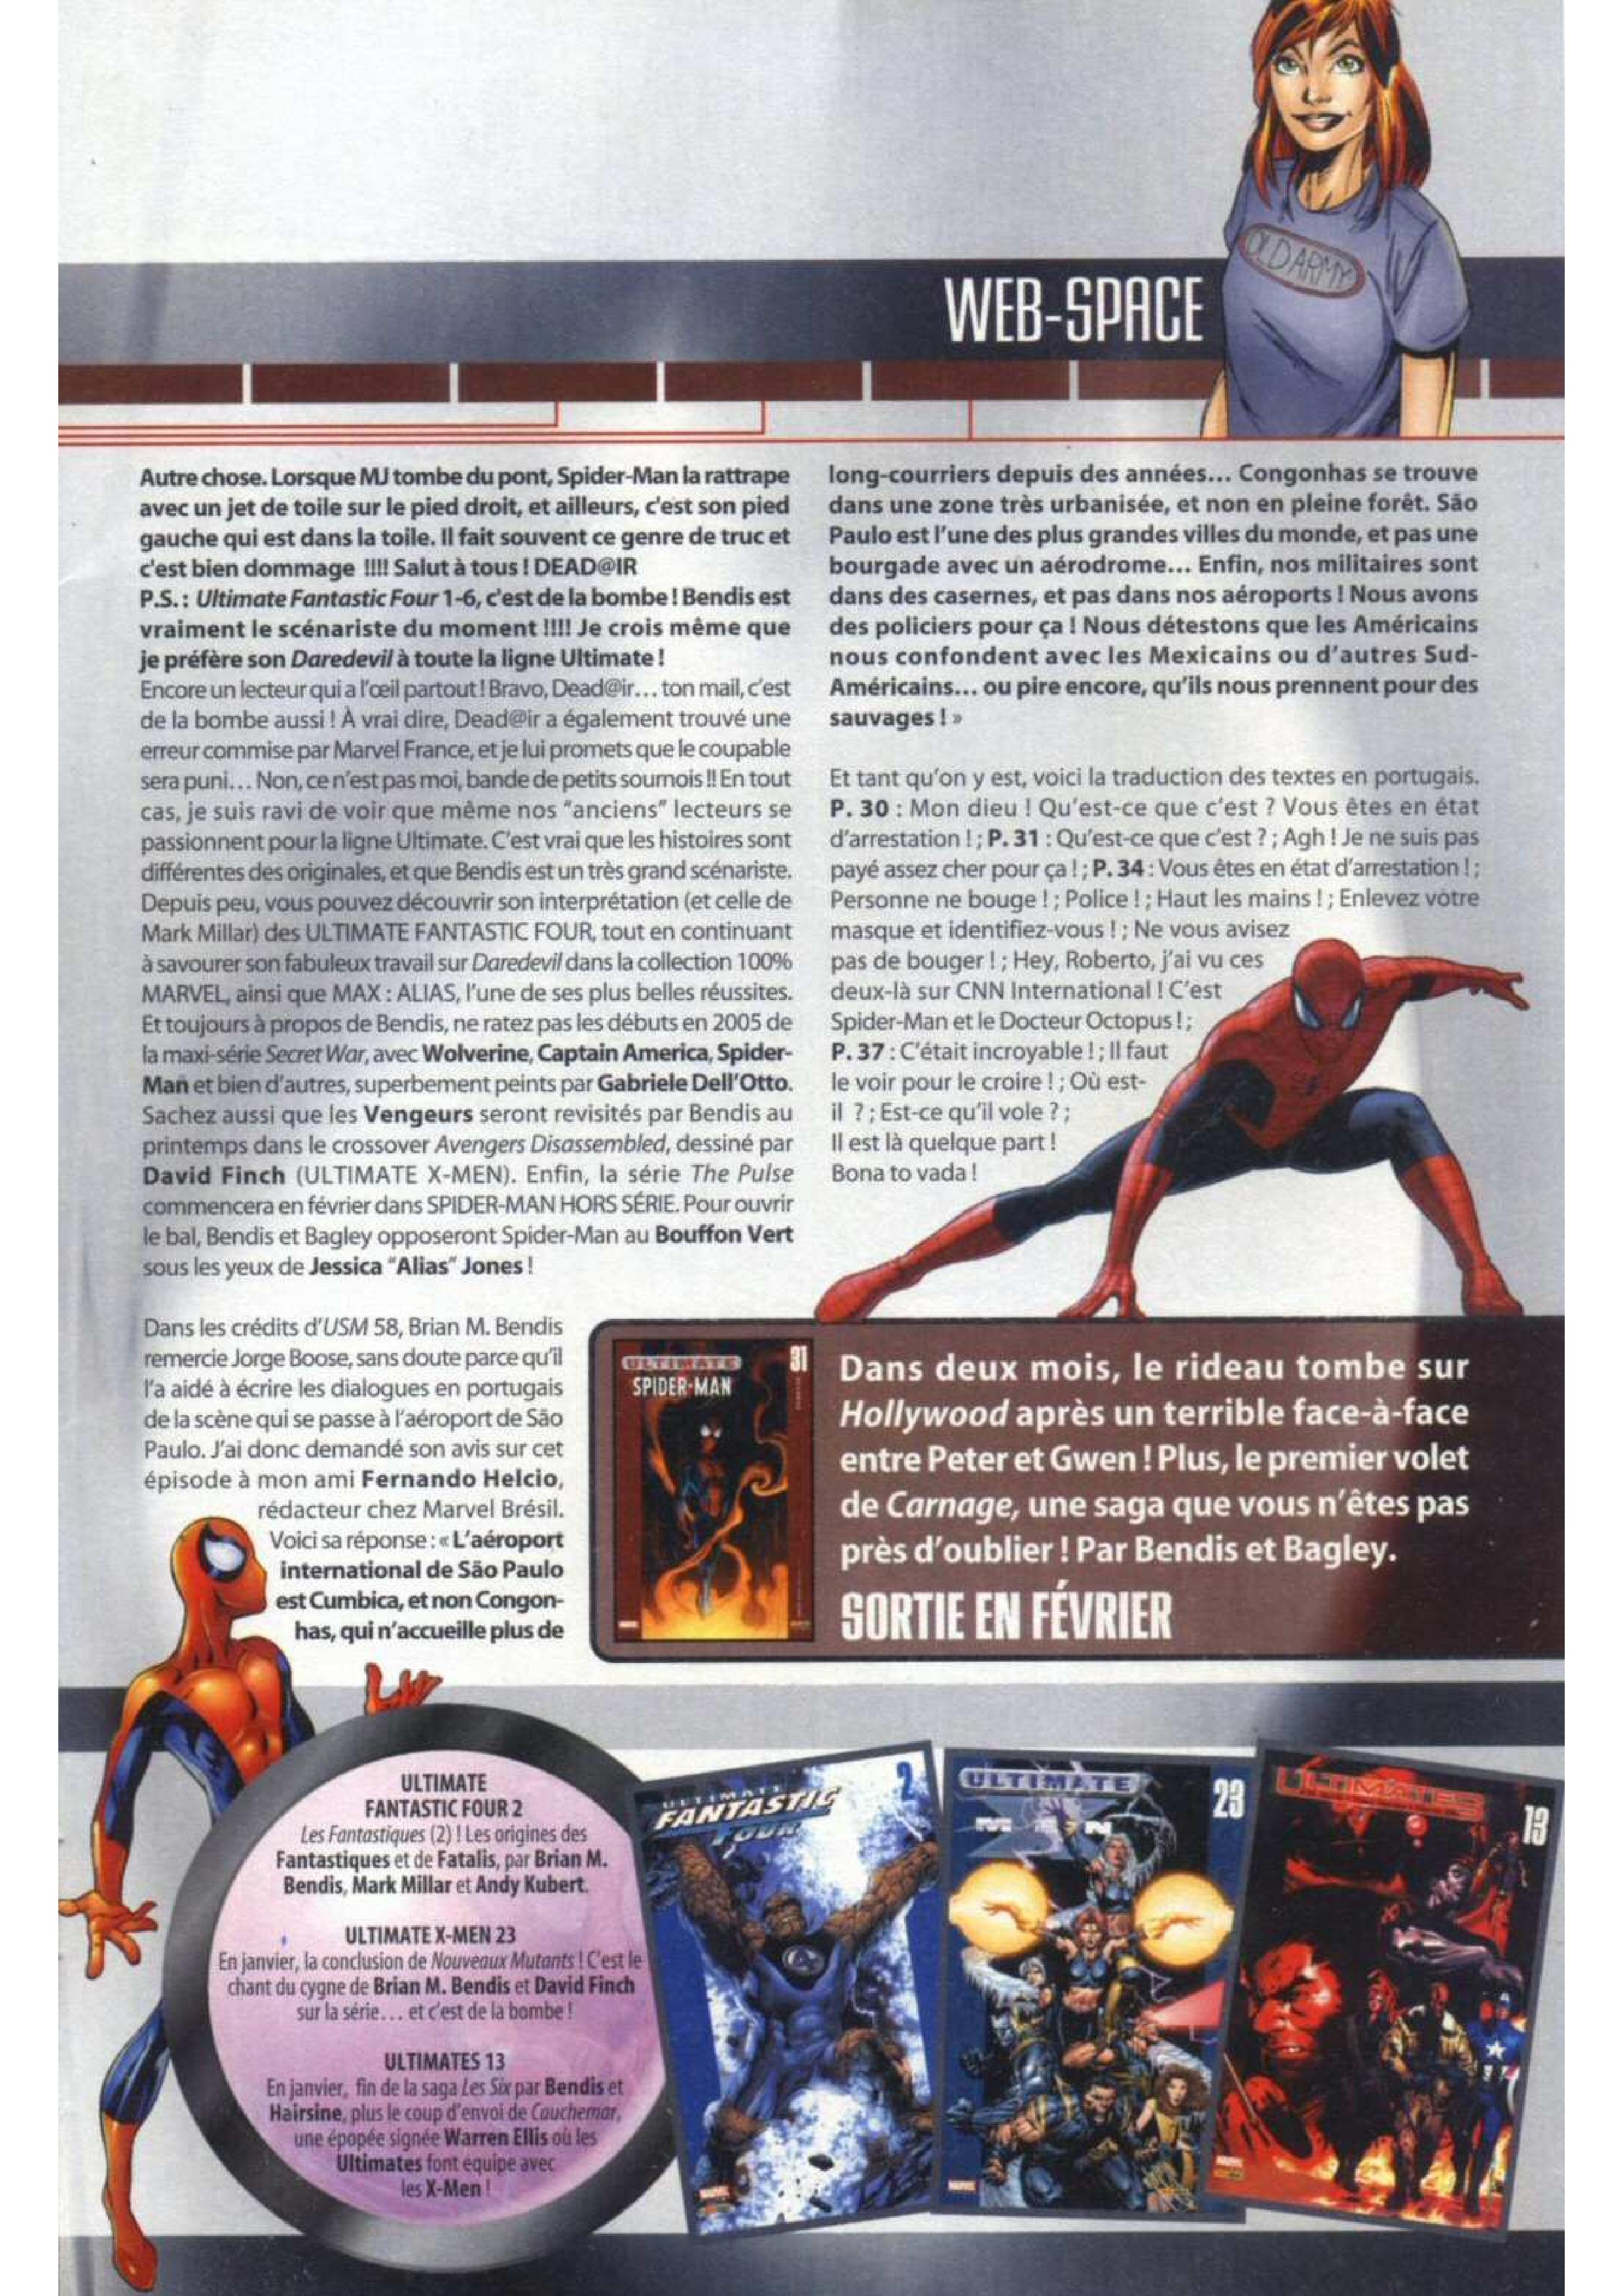 OLD ARMY
WEB-SPACE
Autre chose. Lorsque MJ tombe du pont, Spider-Man la rattrape
avec un jet de toile sur le pied droit, et ailleurs, c'est son pied
gauche qui est dans la toile. Il fait souvent ce genre de truc et
c'est bien dommage !!!! Salut à tous ! DEAD@IR
P.S. : Ultimate Fantastic Four 1-6, c'est de la bombe ! Bendis est
vraiment le scénariste du moment !!!! Je crois même que
je préfère son Daredevil à toute la ligne Ultimate !
Encore un lecteur qui a l'œil partout ! Bravo, Dead@ir... ton mail, c'est
de la bombe aussi ! À vrai dire, Dead@ir a également trouvé une
erreur commise par Marvel France, et je lui promets que le coupable
sera puni... Non, ce n'est pas moi, bande de petits sournois !! En tout
cas, je suis ravi de voir que même nos "anciens" lecteurs se
passionnent pour la ligne Ultimate. C'est vrai que les histoires sont
différentes des originales, et que Bendis est un très grand scénariste.
Depuis peu, vous pouvez découvrir son interprétation (et celle de
Mark Millar) des ULTIMATE FANTASTIC FOUR, tout en continuant
à savourer son fabuleux travail sur Daredevil dans la collection 100%
MARVEL, ainsi que MAX : ALIAS, l'une de ses plus belles réussites.
Et toujours à propos de Bendis, ne ratez pas les débuts en 2005 de
la maxi-série Secret War, avec Wolverine, Captain America, Spider-
Man et bien d'autres, superbement peints par Gabriele Dell'Otto.
Sachez aussi que les Vengeurs seront revisités par Bendis au
printemps dans le crossover Avengers Disassembled, dessiné par
David Finch (ULTIMATE X-MEN). Enfin, la série The Pulse
commencera en février dans SPIDER-MAN HORS SÉRIE. Pour ouvrir
le bal, Bendis et Bagley opposeront Spider-Man au Bouffon Vert
sous les yeux de Jessica "Alias" Jones !
Dans les crédits d'USM 58, Brian M. Bendis
remercie Jorge Boose, sans doute parce qu'il
l'a aidé à écrire les dialogues en portugais
de la scène qui se passe à l'aéroport de São
Paulo. J'ai donc demandé son avis sur cet
épisode à mon ami Fernando Helcio,
rédacteur chez Marvel Brésil.
Voici sa réponse : « L'aéroport
international de São Paulo
est Cumbica, et non Congon-
has, qui n'accueille plus de
long-courriers depuis des années... Congonhas se trouve
dans une zone très urbanisée, et non en pleine forêt. São
Paulo est l'une des plus grandes villes du monde, et pas une
bourgade avec un aérodrome... Enfin, nos militaires sont
dans des casernes, et pas dans nos aéroports ! Nous avons
des policiers pour ça ! Nous détestons que les Américains
nous confondent avec les Mexicains ou d'autres Sud-
Américains... ou pire encore, qu'ils nous prennent pour des
sauvages ! »
Et tant qu'on y est, voici la traduction des textes en portugais.
P. 30 : Mon dieu ! Qu'est-ce que c'est ? Vous êtes en état
d'arrestation ! ; P. 31 : Qu'est-ce que c'est ? ; Agh ! Je ne suis pas
payé assez cher pour ça ! ; P. 34 : Vous êtes en état d'arrestation ! ;
Personne ne bouge ! ; Police ! ; Haut les mains ! ; Enlevez votre
masque et identifiez-vous ! ; Ne vous avisez
pas de bouger ! ; Hey, Roberto, j'ai vu ces
deux-là sur CNN International ! C'est
Spider-Man et le Docteur Octopus ! ;
P. 37 : C'était incroyable ! ; Il faut
le voir pour le croire ! ; Où est-
il ? ; Est-ce qu'il vole ? ;
Il est là quelque part !
Bona to vada !
ULTIMATE
SPIDER-MAN
31
Dans deux mois, le rideau tombe sur
Hollywood après un terrible face-à-face
entre Peter et Gwen ! Plus, le premier volet
de Carnage, une saga que vous n'êtes pas
près d'oublier ! Par Bendis et Bagley.
SORTIE EN FÉVRIER
ULTIMATE
FANTASTIC FOUR 2
Les Fantastiques (2) ! Les origines des
Fantastiques et de Fatalis, par Brian M.
Bendis, Mark Millar et Andy Kubert.
ULTIMATE X-MEN 23
En janvier, la conclusion de Nouveaux Mutants ! C'est le
chant du cygne de Brian M. Bendis et David Finch
sur la série... et c'est de la bombe !
ULTIMATES 13
En janvier, fin de la saga Les Six par Bendis et
Hairsine, plus le coup d'envoi de Cauchemar,
une épopée signée Warren Ellis où les
Ultimates font équipe avec
les X-Men !
ULTIMATE
FANTASTIC
FOUR
2
MARVEL
ULTIMATE
X
MEN
23
MARVEL
ULTIMATES
13
MARVEL